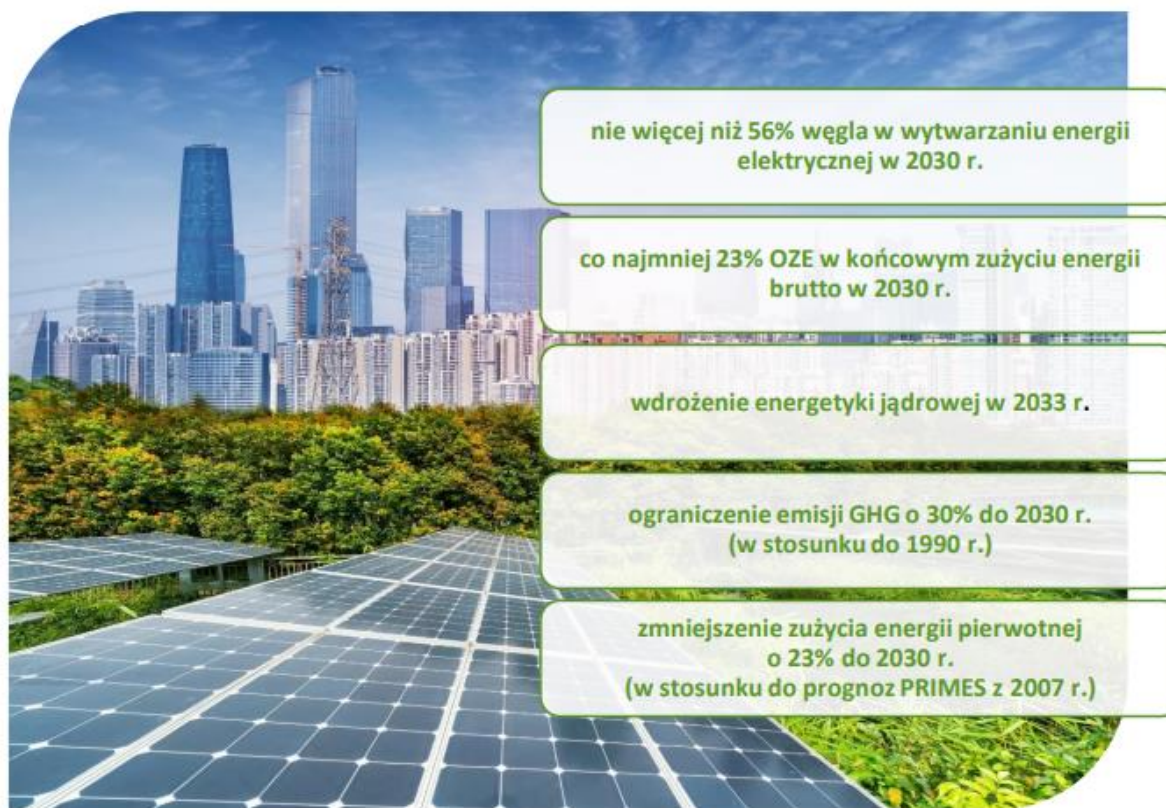 nie więcej niż 56% węgla w wytwarzaniu energii
elektrycznej w 2030 r.
co najmniej 23% OZE w końcowym zużyciu energii
brutto w 2030 r.
wdrożenie energetyki jądrowej w 2033 r.
ograniczenie emisji GHG o 30% do 2030 r.
(w stosunku do 1990 r.)
zmniejszenie zużycia energii pierwotnej
o 23% do 2030 r.
(w stosunku do prognoz PRIMES z 2007 r.)